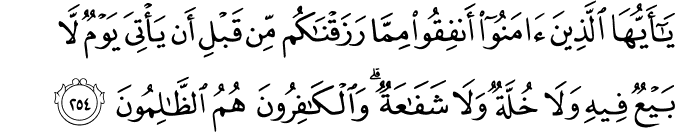 يَٰٓأَيُّهَا ٱلَّذِينَ ءَامَنُوٓاْ أَنفِقُواْ مِمَّا رَزَقۡنَٰكُم مِّن قَبۡلِ أَن يَأۡتِيَ يَوۡمٞ لَّا
بَيۡعٞ فِيهِ وَلَا خُلَّةٞ وَلَا شَفَٰعَةٞۗ وَٱلۡكَٰفِرُونَ هُمُ ٱلظَّٰلِمُونَ ٢٥٤